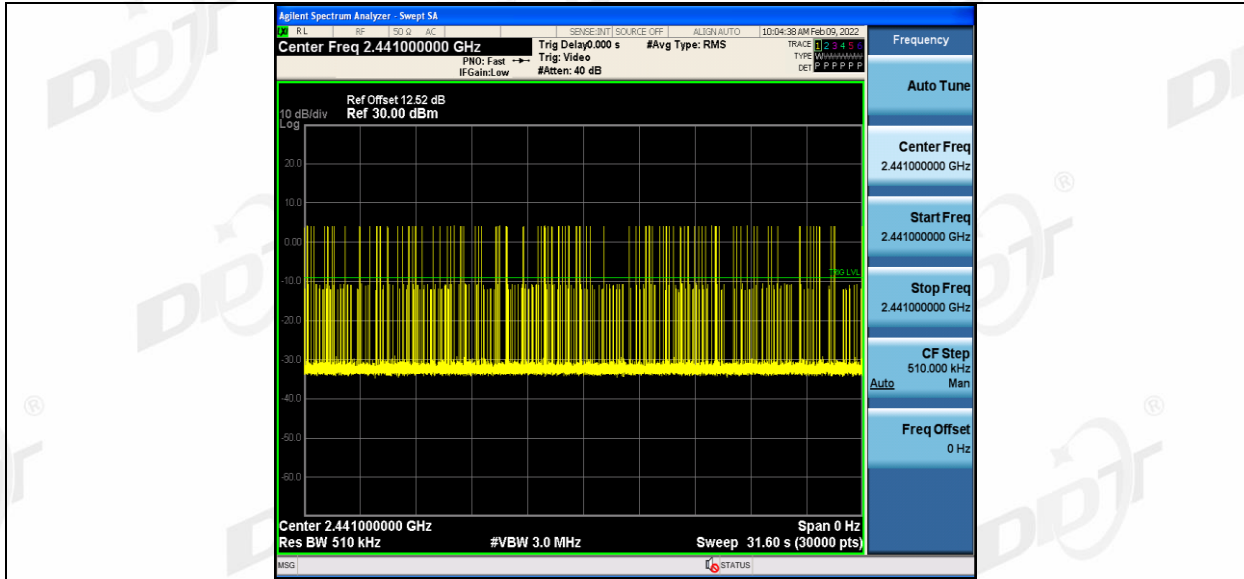 Agilent Spectrum Analyzer - Swept SA
RL RF 50 Ω AC SENSE:INT SOURCE OFF ALIGN AUTO 10:04:38 AM Feb 09, 2022
Center Freq 2.441000000 GHz
PNO: Fast
IFGain:Low
Trig Delay0.000 s
Trig: Video
#Atten: 40 dB
#Avg Type: RMS
TRACE 1 2 3 4 5 6
TYPE
DET P P P P P P
Ref Offset 12.52 dB
10 dB/div Ref 30.00 dBm
Log
20.0
10.0
0.00
-10.0
-20.0
-30.0
-40.0
-50.0
-60.0
TRIG LVL
Center 2.441000000 GHz Span 0 Hz
Res BW 510 kHz #VBW 3.0 MHz Sweep 31.60 s (30000 pts)
MSG STATUS
Frequency
Auto Tune
Center Freq
2.441000000 GHz
Start Freq
2.441000000 GHz
Stop Freq
2.441000000 GHz
CF Step
510.000 kHz
Auto Man
Freq Offset
0 Hz
DDT
®